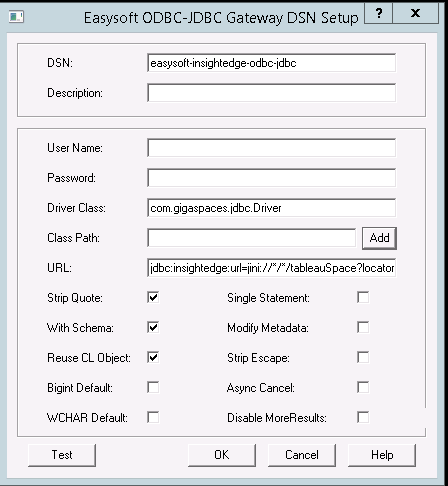 Easysoft ODBC-JDBC Gateway DSN Setup ? x
DSN: easysoft-insightedge-odbc-jdbc
Description:
User Name:
Password:
Driver Class: com.gigaspaces.jdbc.Driver
Class Path: Add
URL: jdbc:insightedge:url=jini://*/*/tableauSpace?locator
Strip Quote: Single Statement:
With Schema: Modify Metadata:
Reuse CL Object: Strip Escape:
Bigint Default: Async Cancel:
WCHAR Default: Disable MoreResults:
Test OK Cancel Help